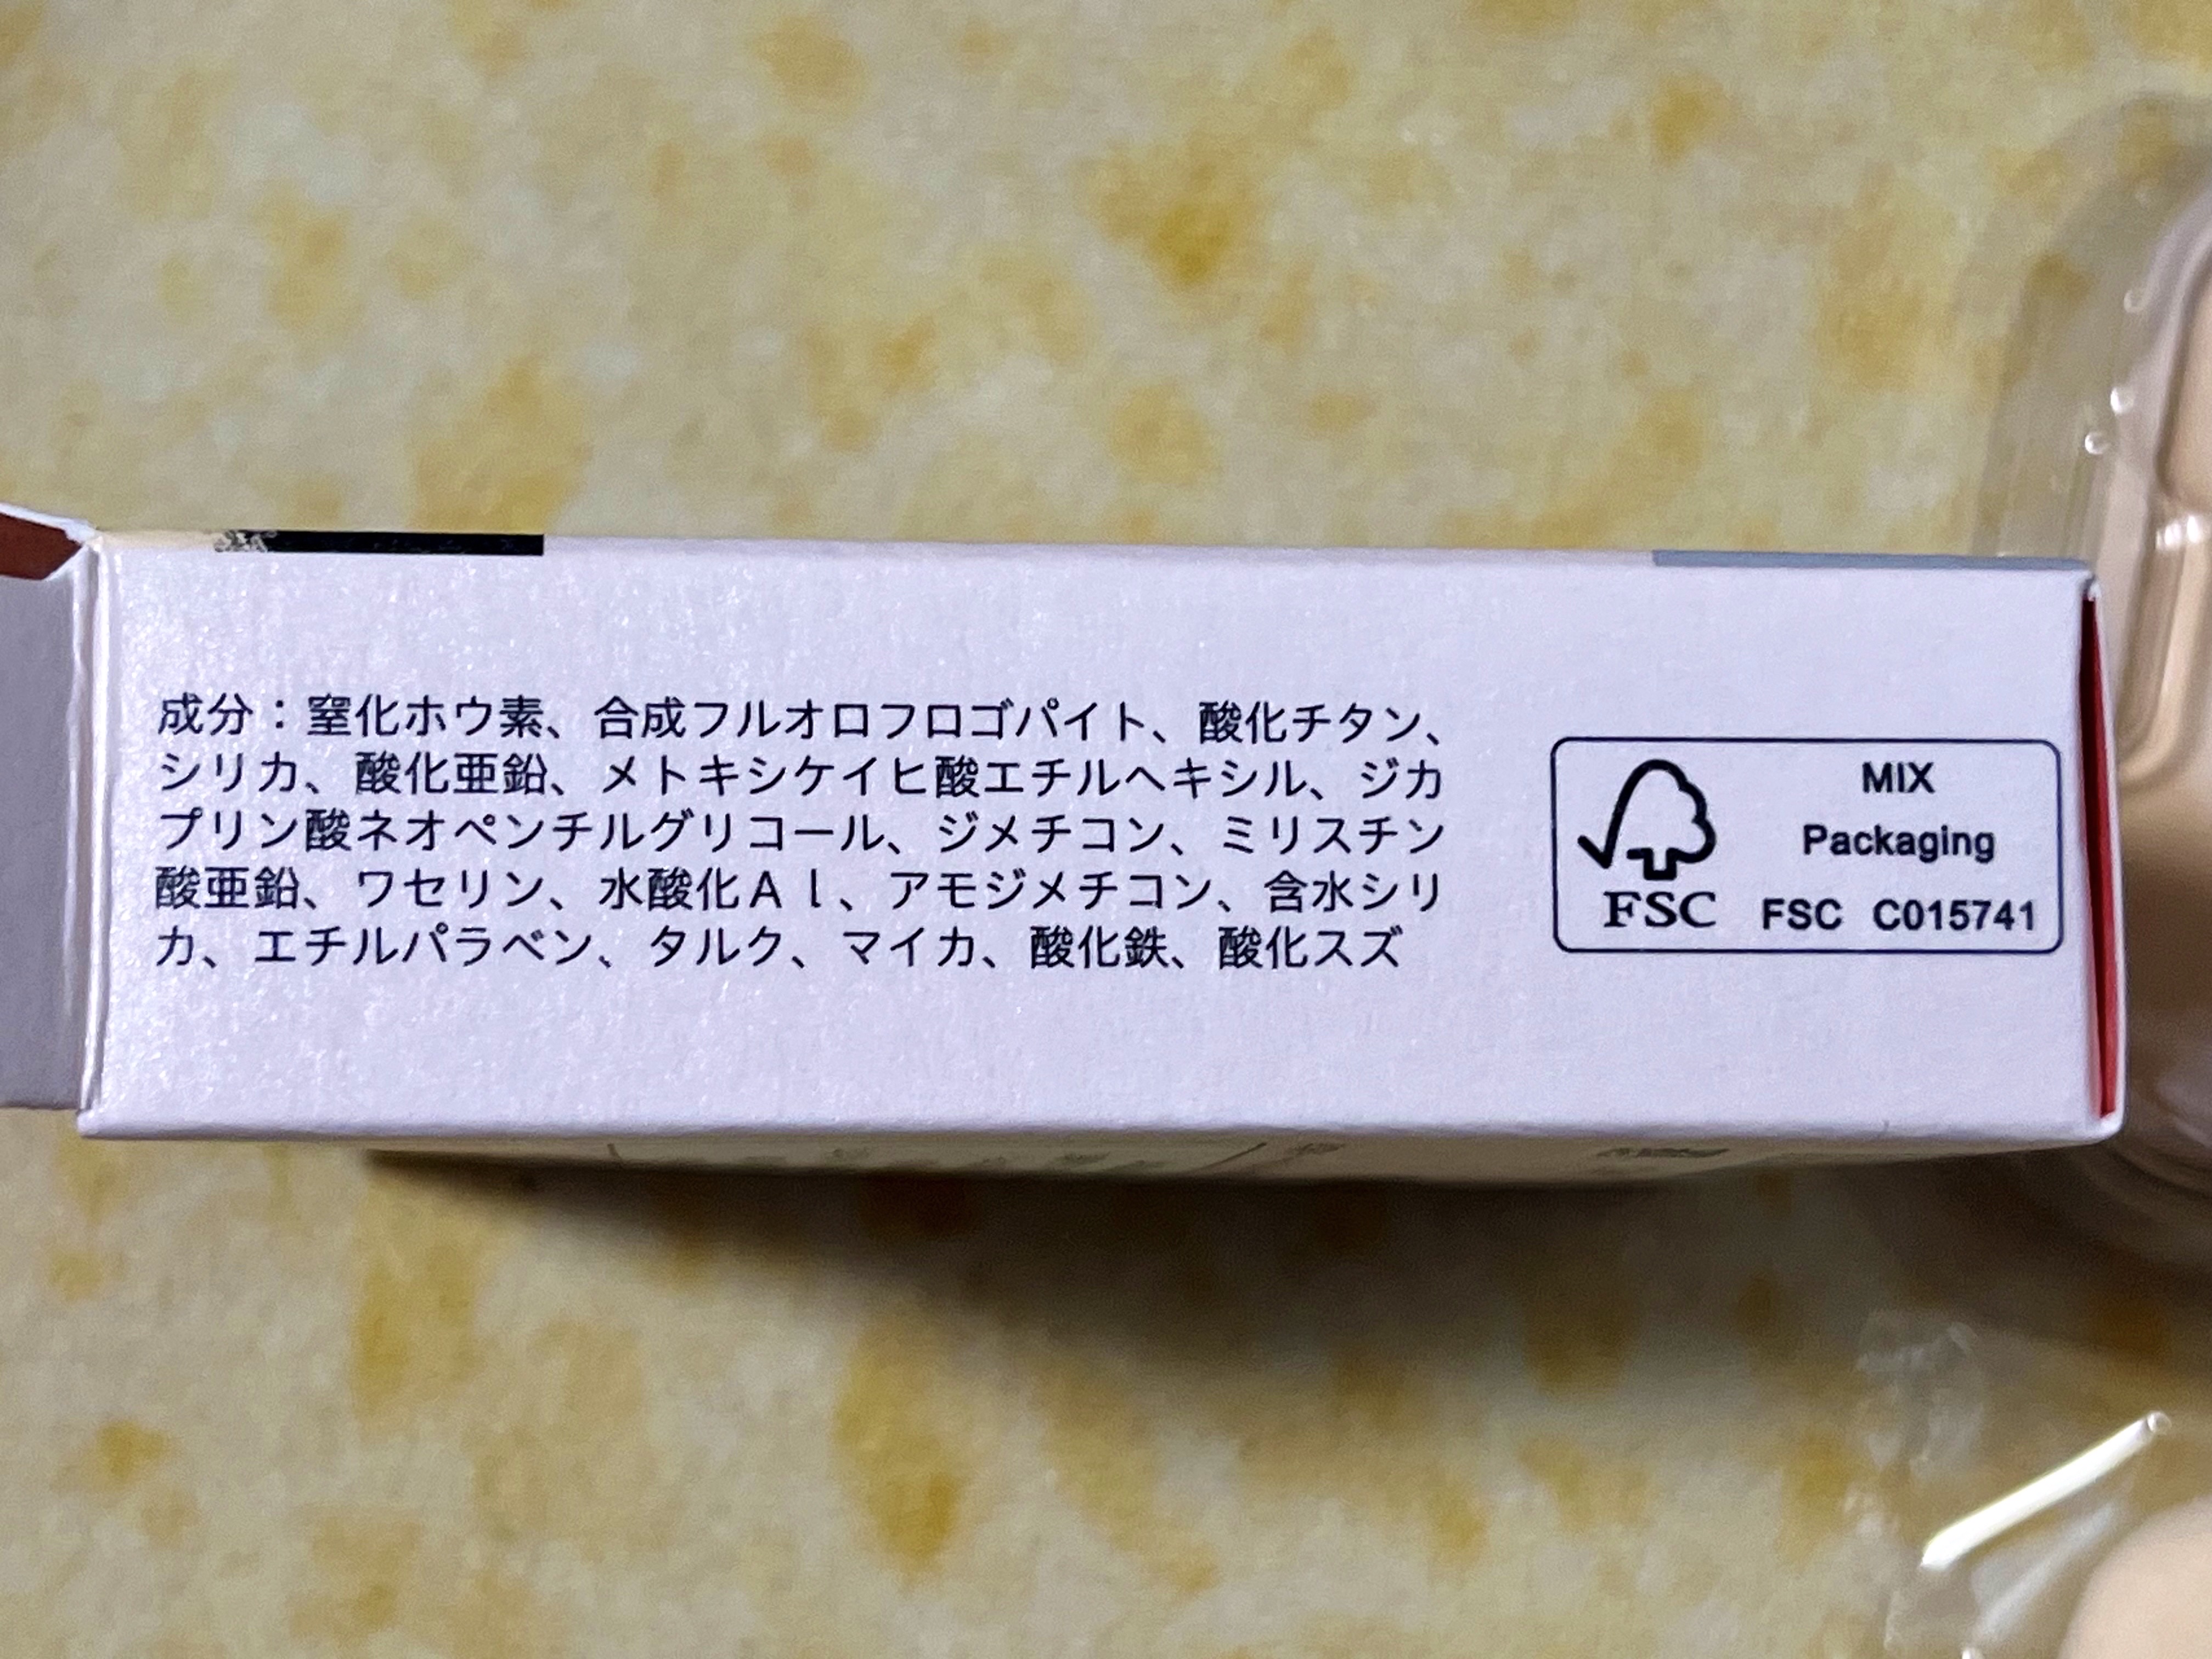 成分：窒化ホウ素、合成フルオロフロゴパイト、酸化チタン、
シリカ、酸化亜鉛、メトキシケイヒ酸エチルヘキシル、ジカ
プリン酸ネオペンチルグリコール、ジメチコン、ミリスチン
酸亜鉛、ワセリン、水酸化Ａｌ、アモジメチコン、含水シリ
カ、エチルパラベン、タルク、マイカ、酸化鉄、酸化スズ
MIX
Packaging
FSC
FSC C015741